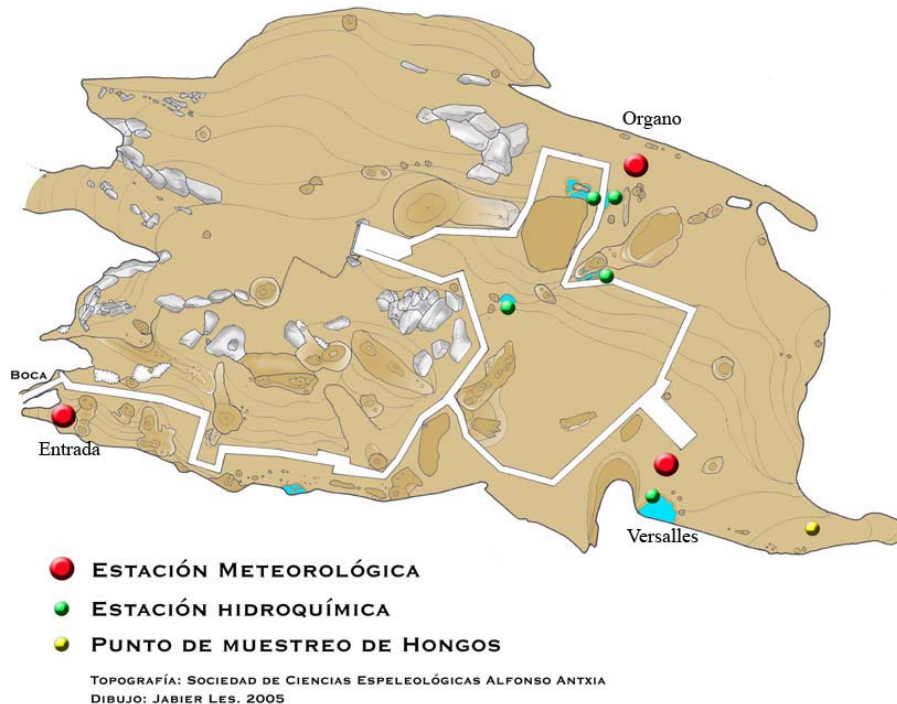 Organo
BOCA
Entrada
Versalles
ESTACIÓN METEOROLÓGICA
ESTACIÓN HIDROQUÍMICA
PUNTO DE MUESTREO DE HONGOS
TOPOGRAFÍA: SOCIEDAD DE CIENCIAS ESPELEOLÓGICAS ALFONSO ANTXIA
DIBUJO: JABIER LES. 2005